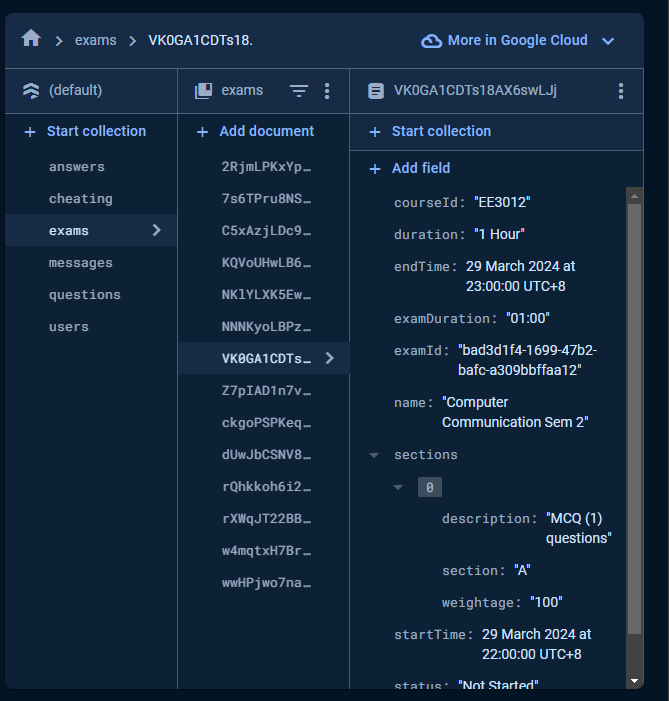 exams
VK0GA1CDTs18.
More in Google Cloud
(default)
exams
VK0GA1CDTs18AX6swLJj
+ Start collection
+ Add document
+ Start collection
+ Add field
answers
cheating
exams
messages
questions
users
2RjmLPKxYp…
7s6TPru8NS…
C5xAzjLDc9…
KQVoUHwLB6…
NKlYLXK5Ew…
NNNKyoLBPz…
VK0GA1CDTs…
Z7pIAD1n7v…
ckgoPSPKeq…
dUwJbCSNV8…
rQhkkoh6i2…
rXWqJT22BB…
w4mqtxH7Br…
wwHPjwo7na…
courseId: "EE3012"
duration: "1 Hour"
endTime: 29 March 2024 at
23:00:00 UTC+8
examDuration: "01:00"
examId: "bad3d1f4-1699-47b2-
bafc-a309bbffaa12"
name: "Computer
Communication Sem 2"
sections
0
description: "MCQ (1)
questions"
section: "A"
weightage: "100"
startTime: 29 March 2024 at
22:00:00 UTC+8
status: "Not Started"